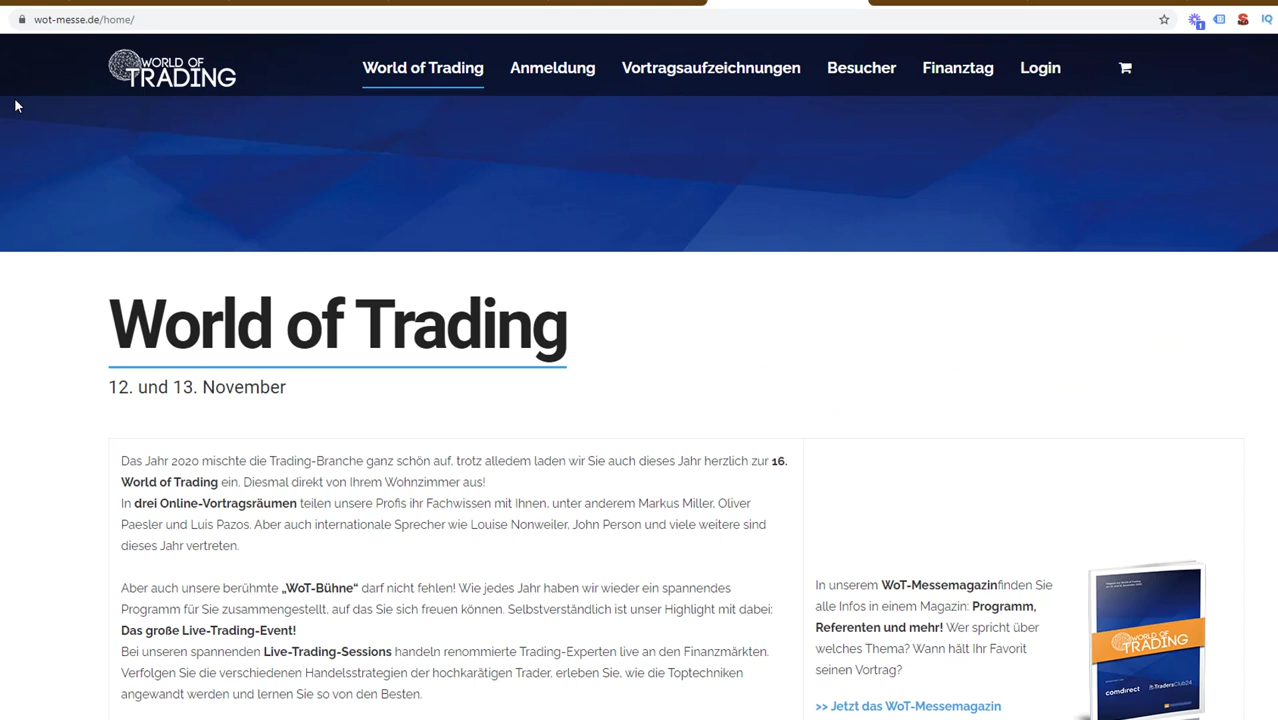 wot-messe.de/home/
1
IQ
WORLD OF
TRADING
World of Trading Anmeldung Vortragsaufzeichnungen Besucher Finanztag Login
World of Trading
12. und 13. November
Das Jahr 2020 mischte die Trading-Branche ganz schön auf, trotz alledem laden wir Sie auch dieses Jahr herzlich zur 16.
World of Trading ein. Diesmal direkt von Ihrem Wohnzimmer aus!
In drei Online-Vortragsräumen teilen unsere Profis ihr Fachwissen mit Ihnen, unter anderem Markus Miller, Oliver
Paesler und Luis Pazos. Aber auch internationale Sprecher wie Louise Nonweiler, John Person und viele weitere sind
dieses Jahr vertreten.
Aber auch unsere berühmte „WoT-Bühne“ darf nicht fehlen! Wie jedes Jahr haben wir wieder ein spannendes
Programm für Sie zusammengestellt, auf das Sie sich freuen können. Selbstverständlich ist unser Highlight mit dabei:
Das große Live-Trading-Event!
Bei unseren spannenden Live-Trading-Sessions handeln renommierte Trading-Experten live an den Finanzmärkten.
Verfolgen Sie die verschiedenen Handelsstrategien der hochkarätigen Trader, erleben Sie, wie die Toptechniken
angewandt werden und lernen Sie so von den Besten.
In unserem WoT-Messemagazinfinden Sie
alle Infos in einem Magazin: Programm,
Referenten und mehr! Wer spricht über
welches Thema? Wann hält Ihr Favorit
seinen Vortrag?
>> Jetzt das WoT-Messemagazin
WORLD OF
TRADING
comdirect TradersClub24